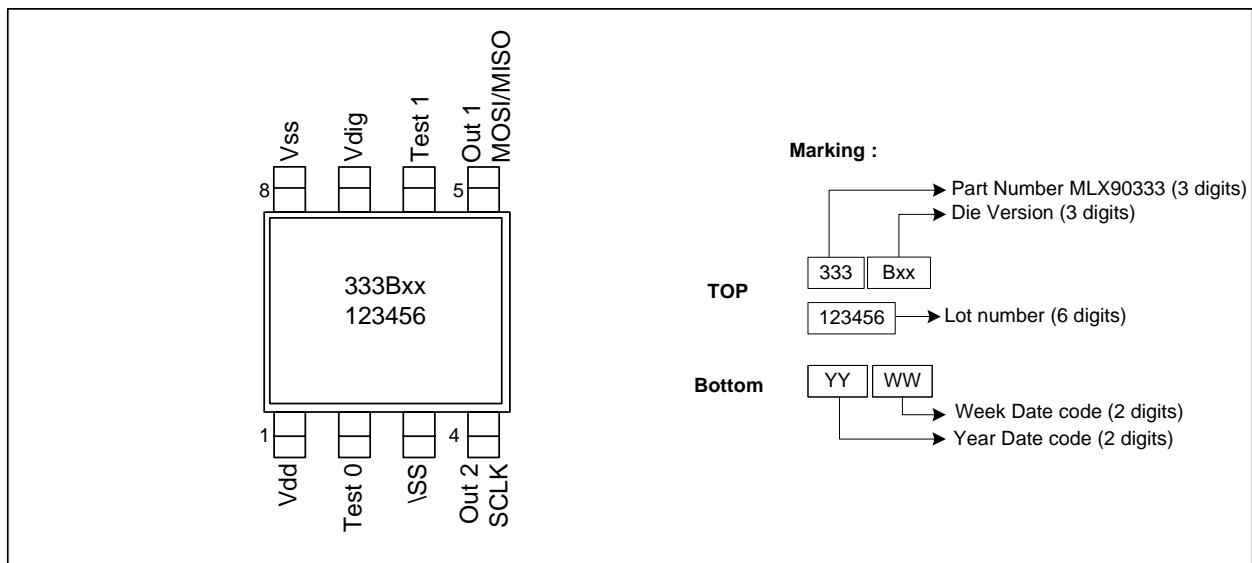 Vss
Vdig
Test 1
Out 1
MOSI/MISO
8
5
333Bxx
123456
1
4
Vdd
Test 0
\SS
Out 2
SCLK
Marking :
Part Number MLX90333 (3 digits)
Die Version (3 digits)
333 Bxx
TOP
123456
Lot number (6 digits)
Bottom
YY WW
Week Date code (2 digits)
Year Date code (2 digits)